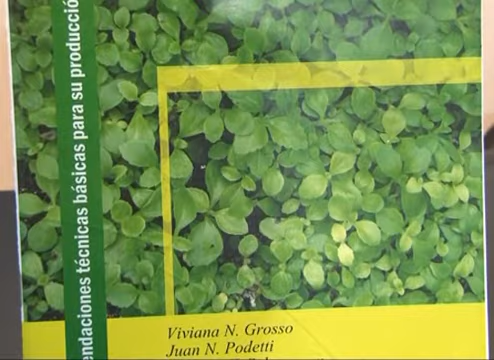 endaciones técnicas básicas para su producció
Viviana N. Grosso
Juan N. Podetti